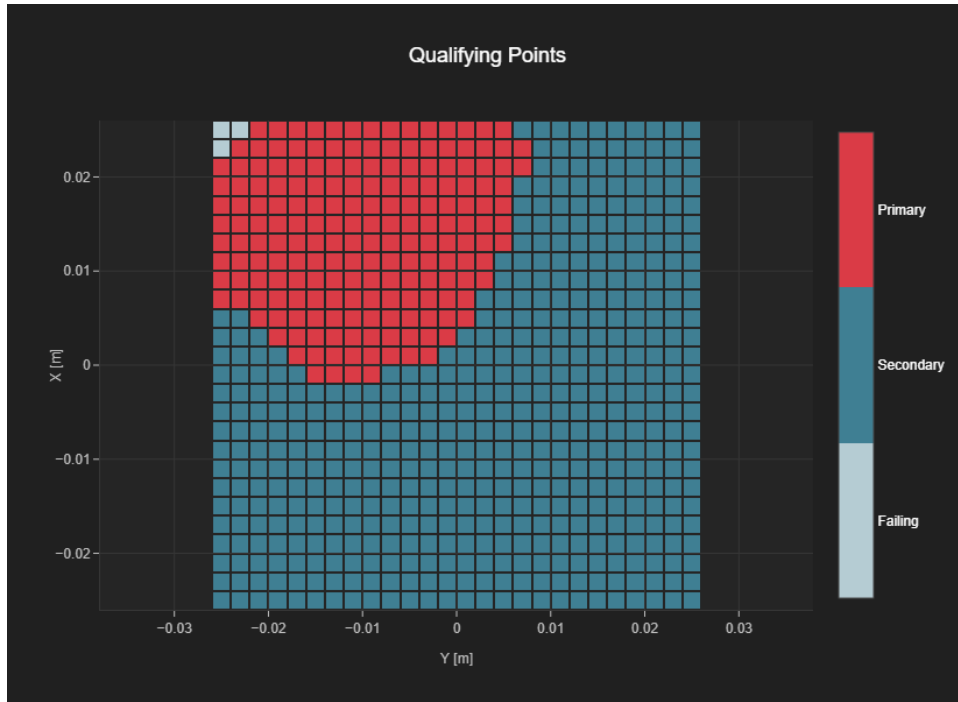 Qualifying Points
0.02
0.01
0
−0.01
−0.02
X [m]
−0.03
−0.02
−0.01
0
0.01
0.02
0.03
Y [m]
Primary
Secondary
Failing